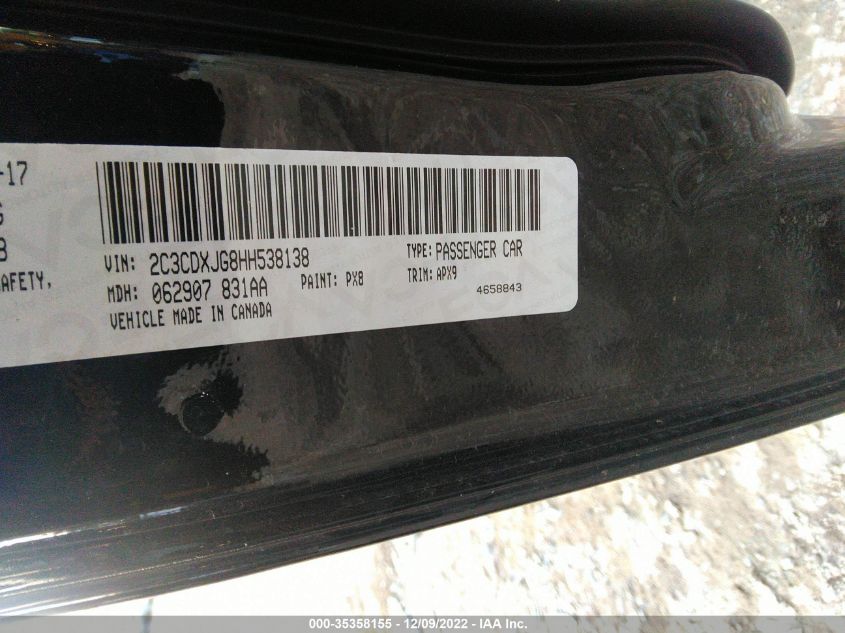 -17
G
8
AFETY,
VIN: 2C3CDXJG8HH538138 TYPE: PASSENGER CAR
MDH: 062907 831AA PAINT: PX8 TRIM: APX9
VEHICLE MADE IN CANADA 4658843
000-35358155 - 12/09/2022 - IAA Inc.